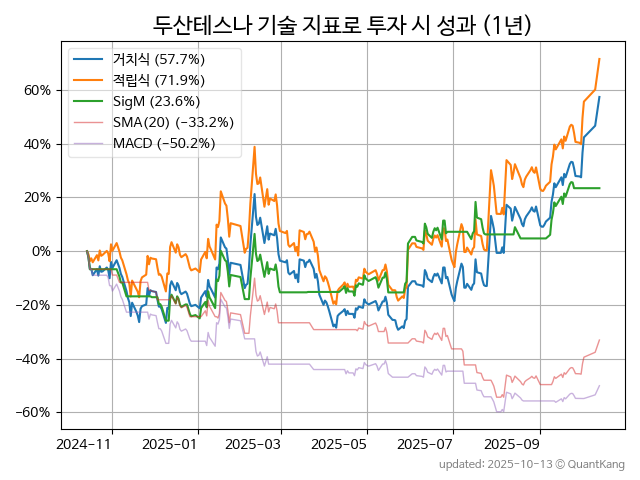 두산테스나 기술 지표로 투자 시 성과 (1년)
거치식 (57.7%)
적립식 (71.9%)
SigM (23.6%)
SMA(20) (−33.2%)
MACD (−50.2%)
60%
40%
20%
0%
−20%
−40%
−60%
2024−11 2025−01 2025−03 2025−05 2025−07 2025−09
updated: 2025-10-13 © QuantKang